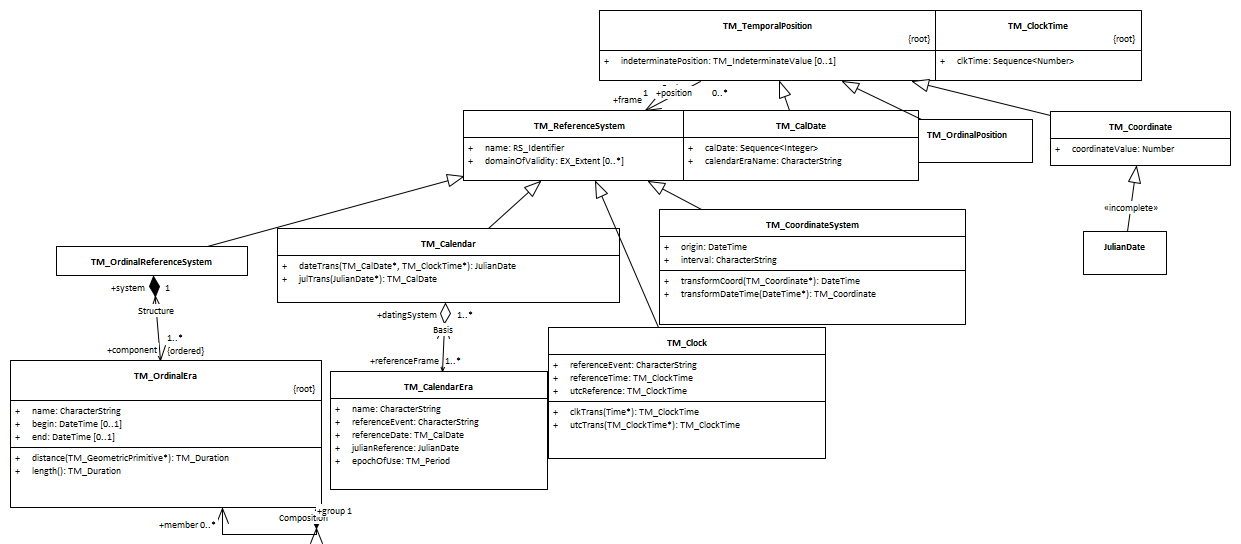 TM_TemporalPosition
{root}
+ indeterminatePosition: TM_IndeterminateValue [0..1]
TM_ClockTime
{root}
+ clkTime: Sequence<Number>
1 +position 0..*
+frame
TM_ReferenceSystem
+ name: RS_Identifier
+ domainOfValidity: EX_Extent [0..*]
TM_CalDate
+ calDate: Sequence<Integer>
+ calendarEraName: CharacterString
TM_OrdinalPosition
TM_Coordinate
+ coordinateValue: Number
«incomplete»
JulianDate
TM_OrdinalReferenceSystem
TM_Calendar
+ dateTrans(TM_CalDate*, TM_ClockTime*): JulianDate
+ julTrans(JulianDate*): TM_CalDate
TM_CoordinateSystem
+ origin: DateTime
+ interval: CharacterString
+ transformCoord(TM_Coordinate*): DateTime
+ transformDateTime(DateTime*): TM_Coordinate
+system 1
Structure
1..*
+component {ordered}
+datingSystem 1..*
Basis
+referenceFrame 1..*
TM_Clock
+ referenceEvent: CharacterString
+ referenceTime: TM_ClockTime
+ utcReference: TM_ClockTime
+ clkTrans(Time*): TM_ClockTime
+ utcTrans(TM_ClockTime*): TM_ClockTime
TM_OrdinalEra
{root}
+ name: CharacterString
+ begin: DateTime [0..1]
+ end: DateTime [0..1]
+ distance(TM_GeometricPrimitive*): TM_Duration
+ length(): TM_Duration
TM_CalendarEra
+ name: CharacterString
+ referenceEvent: CharacterString
+ referenceDate: TM_CalDate
+ julianReference: JulianDate
+ epochOfUse: TM_Period
+group 1
+member 0..*
Composition